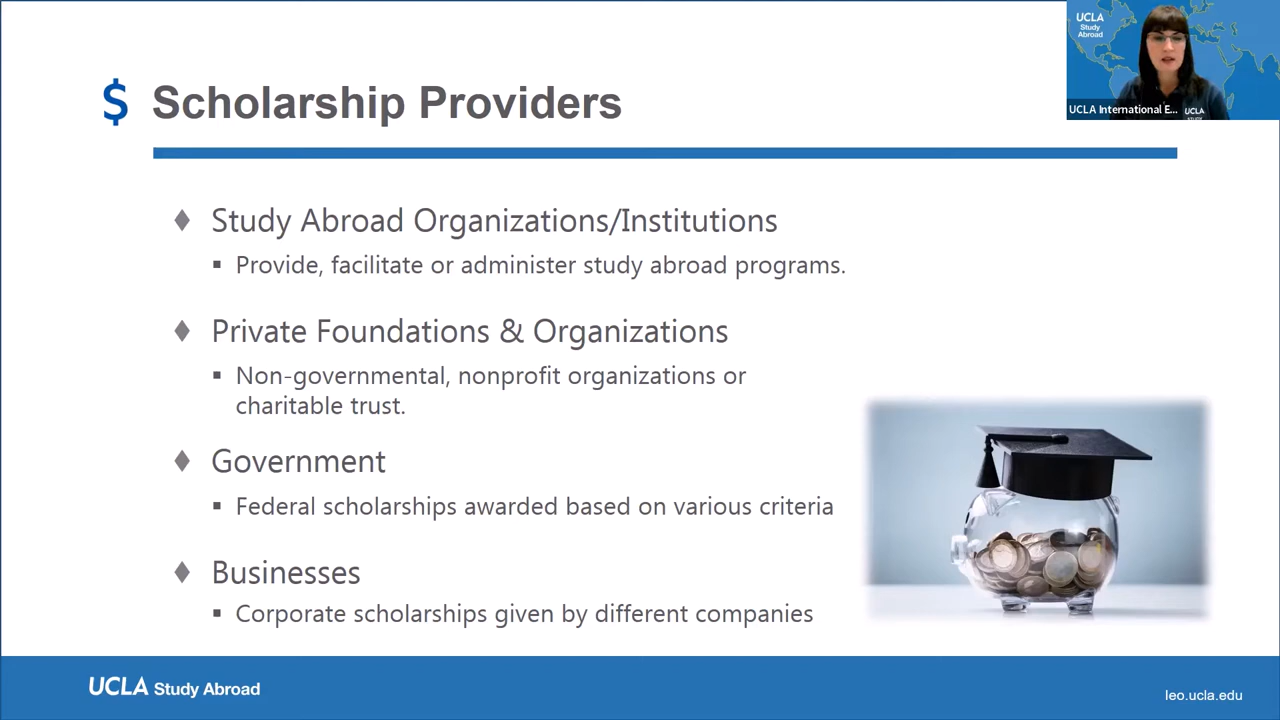 UCLA
Study
Abroad
UCLA International E...
UCLA
$ Scholarship Providers
Study Abroad Organizations/Institutions
Provide, facilitate or administer study abroad programs.
Private Foundations & Organizations
Non-governmental, nonprofit organizations or
charitable trust.
Government
Federal scholarships awarded based on various criteria
Businesses
Corporate scholarships given by different companies
UCLA Study Abroad
leo.ucla.edu